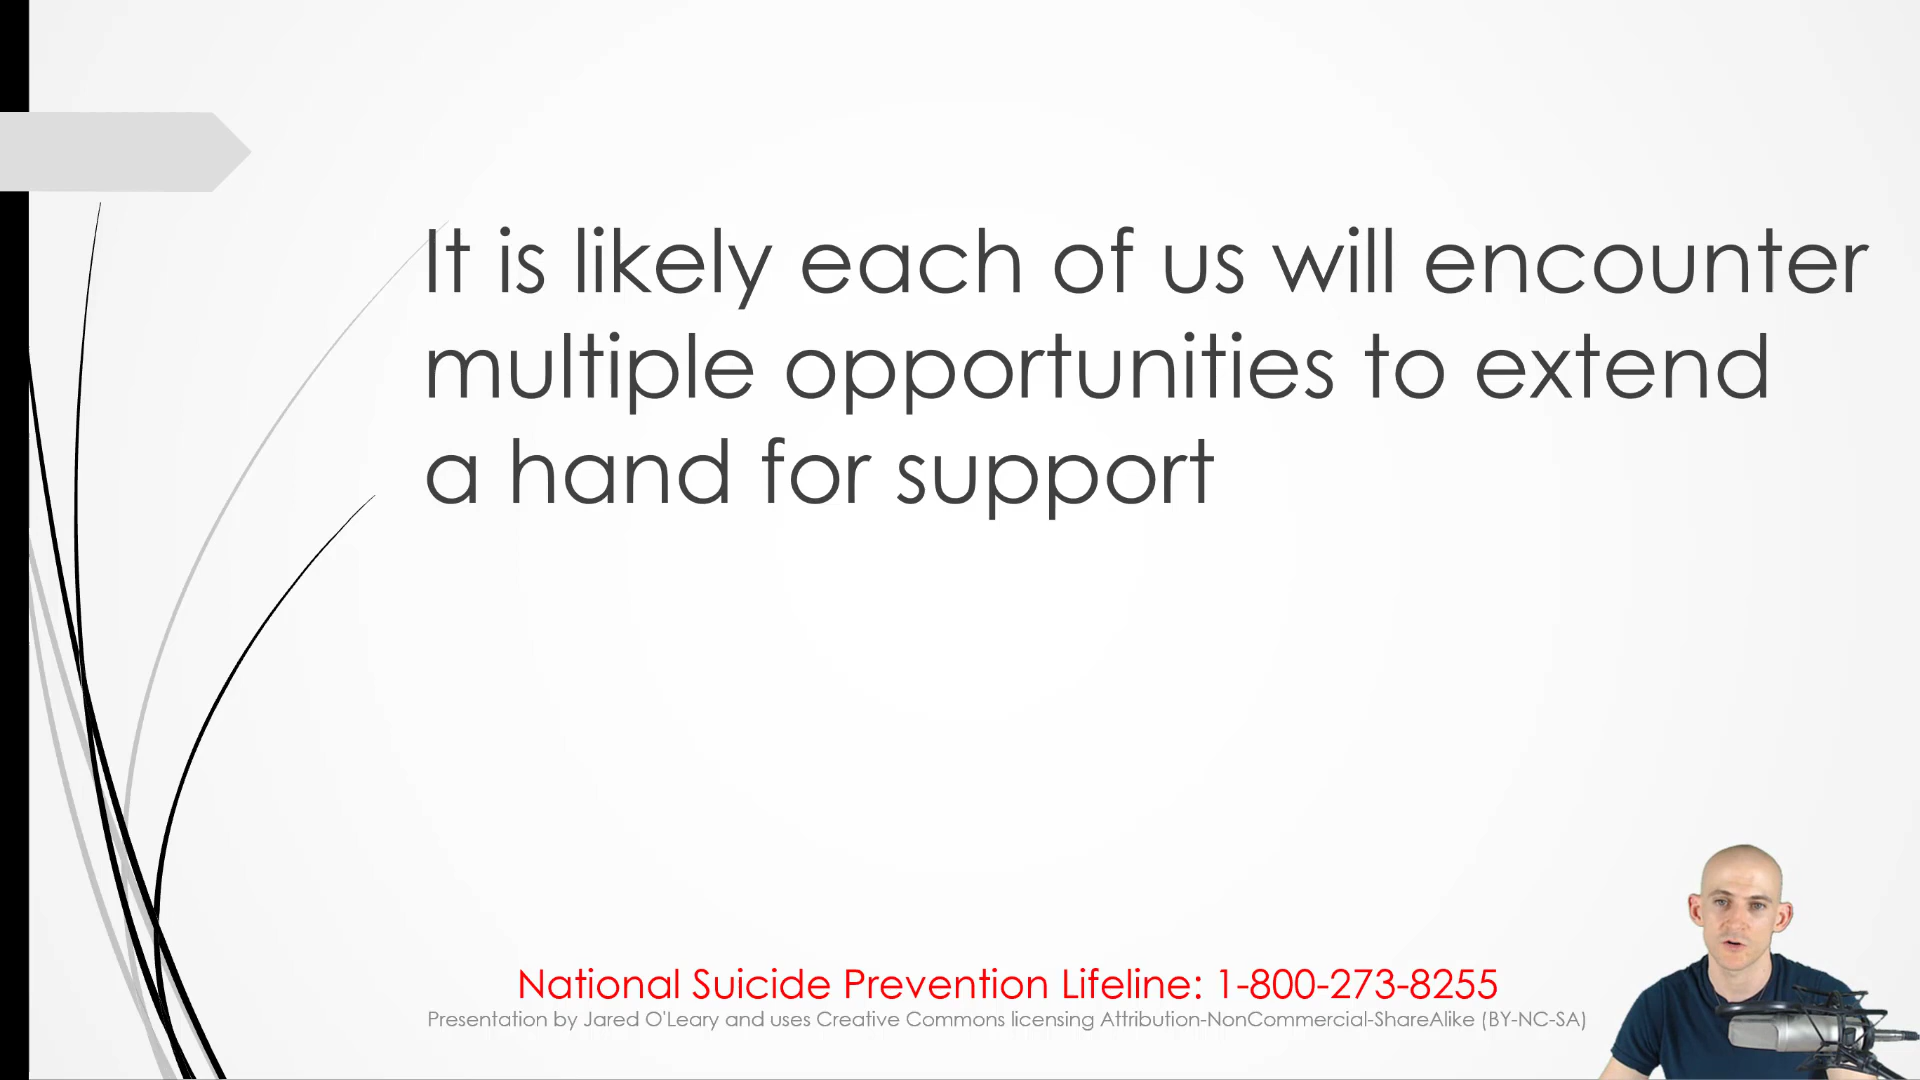 It is likely each of us will encounter
multiple opportunities to extend
a hand for support
National Suicide Prevention Lifeline: 1-800-273-8255
Presentation by Jared O'Leary and uses Creative Commons licensing Attribution-NonCommercial-ShareAlike (BY-NC-SA)